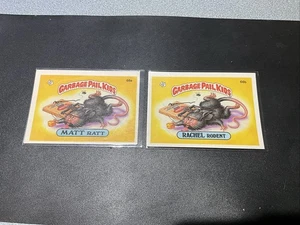 GARBAGE PAIL KIDS
MATT RATT
GARBAGE PAIL KIDS
RACHEL RODENT